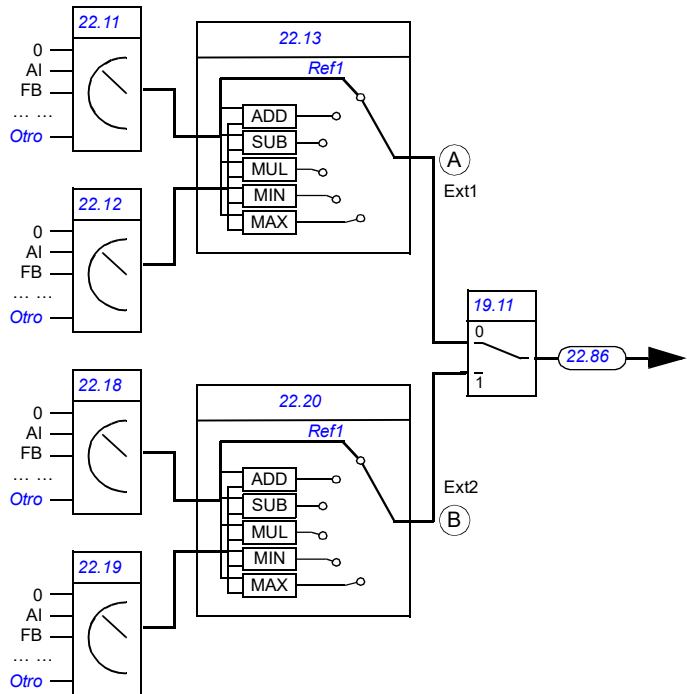 22.11
0
AI
FB
... ...
Otro
22.12
0
AI
FB
... ...
Otro
22.13
Ref1
ADD
SUB
MUL
MIN
MAX
A
Ext1
19.11
0
1
22.86
22.18
0
AI
FB
... ...
Otro
22.19
0
AI
FB
... ...
Otro
22.20
Ref1
ADD
SUB
MUL
MIN
MAX
Ext2
B